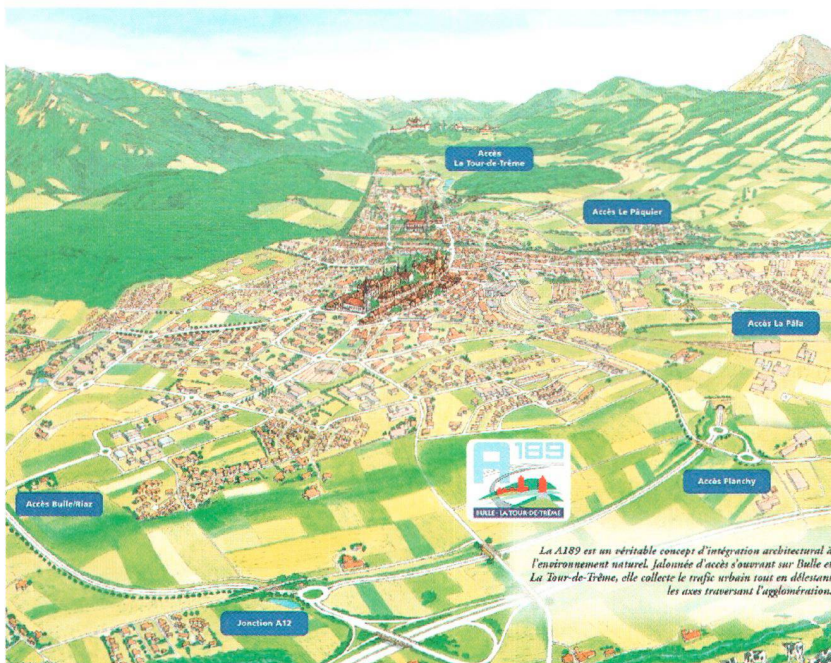 Accès
La Tour-de-Trême
Accès Le Pâquier
Accès La Pâla
A189
BULLE - LA TOUR-DE-TRÊME
Accès Planchy
Accès Bulle/Riaz
La A189 est un véritable concept d'intégration architectural à
l'environnement naturel. Jalonnée d'accès s'ouvrant sur Bulle et
La Tour-de-Trême, elle collecte le trafic urbain tout en délestant
les axes traversant l'agglomération.
Jonction A12